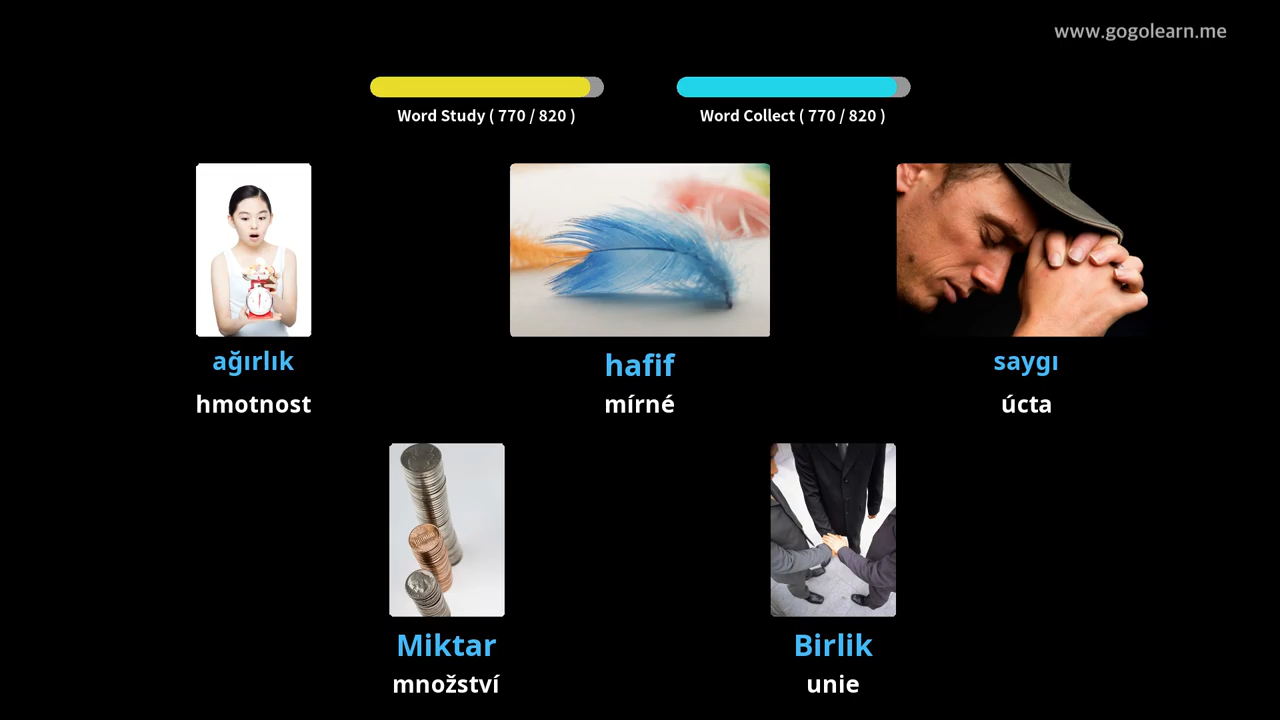 www.gogolearn.me
Word Study ( 770 / 820 )
Word Collect ( 770 / 820 )
ağırlık
hmotnost
hafif
mírné
saygı
úcta
Miktar
množství
Birlik
unie